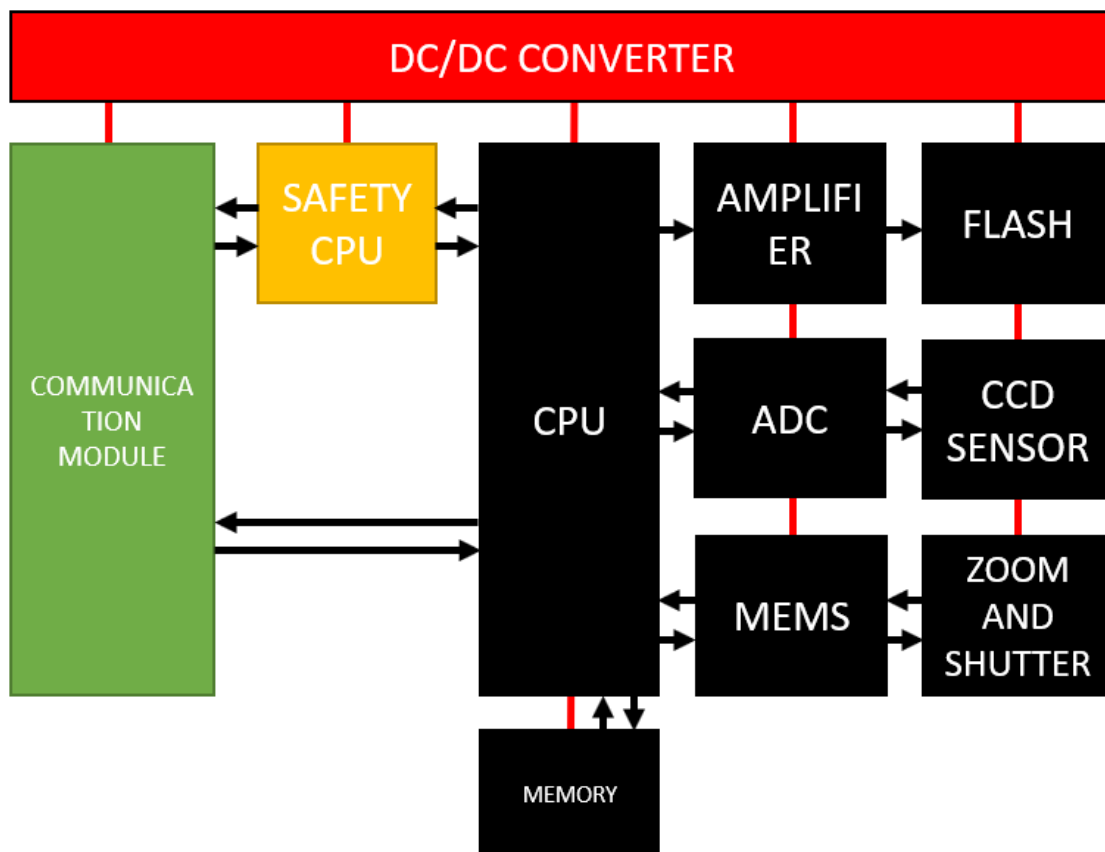 DC/DC CONVERTER
SAFETY
CPU
AMPLIFI
ER
FLASH
COMMUNICA
TION
MODULE
CPU
ADC
CCD
SENSOR
MEMS
ZOOM
AND
SHUTTER
MEMORY